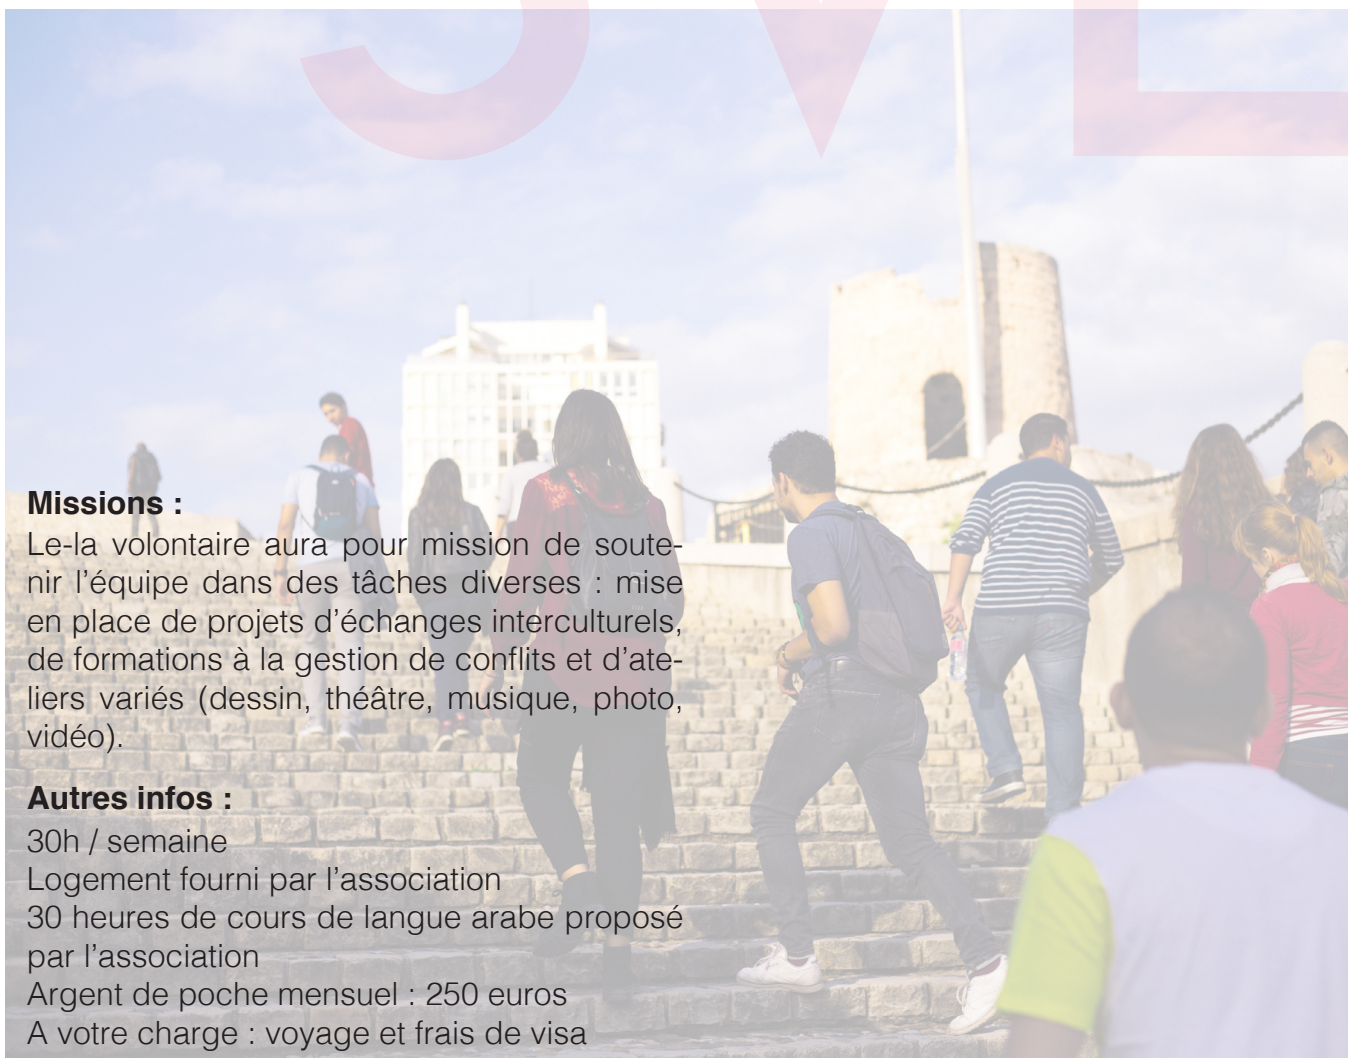 SVE
Missions :
Le-la volontaire aura pour mission de soute-
nir l'équipe dans des tâches diverses : mise
en place de projets d'échanges interculturels,
de formations à la gestion de conflits et d'ate-
liers variés (dessin, théâtre, musique, photo,
vidéo).
Autres infos :
30h / semaine
Logement fourni par l'association
30 heures de cours de langue arabe proposé
par l'association
Argent de poche mensuel : 250 euros
A votre charge : voyage et frais de visa